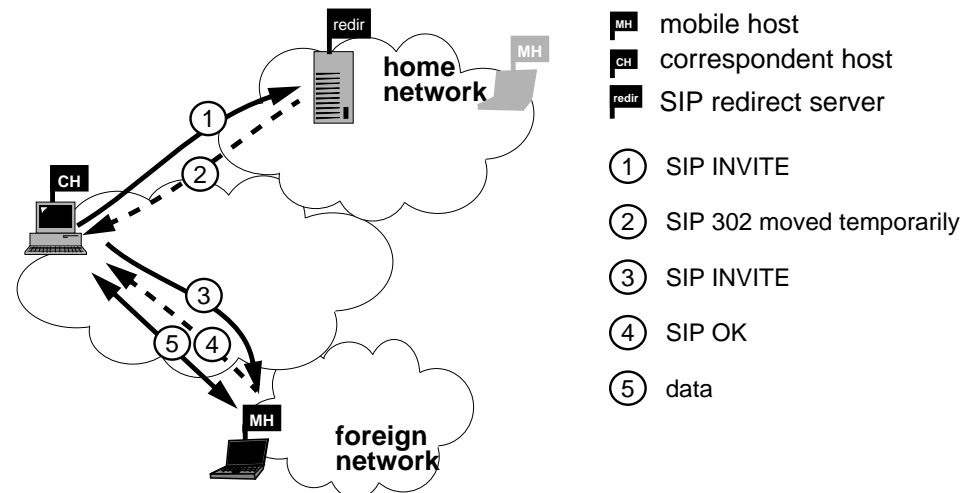 redir
home
network
MH
1
2
CH
3
5
4
MH
foreign
network
MH mobile host
CH correspondent host
redir SIP redirect server
1 SIP INVITE
2 SIP 302 moved temporarily
3 SIP INVITE
4 SIP OK
5 data